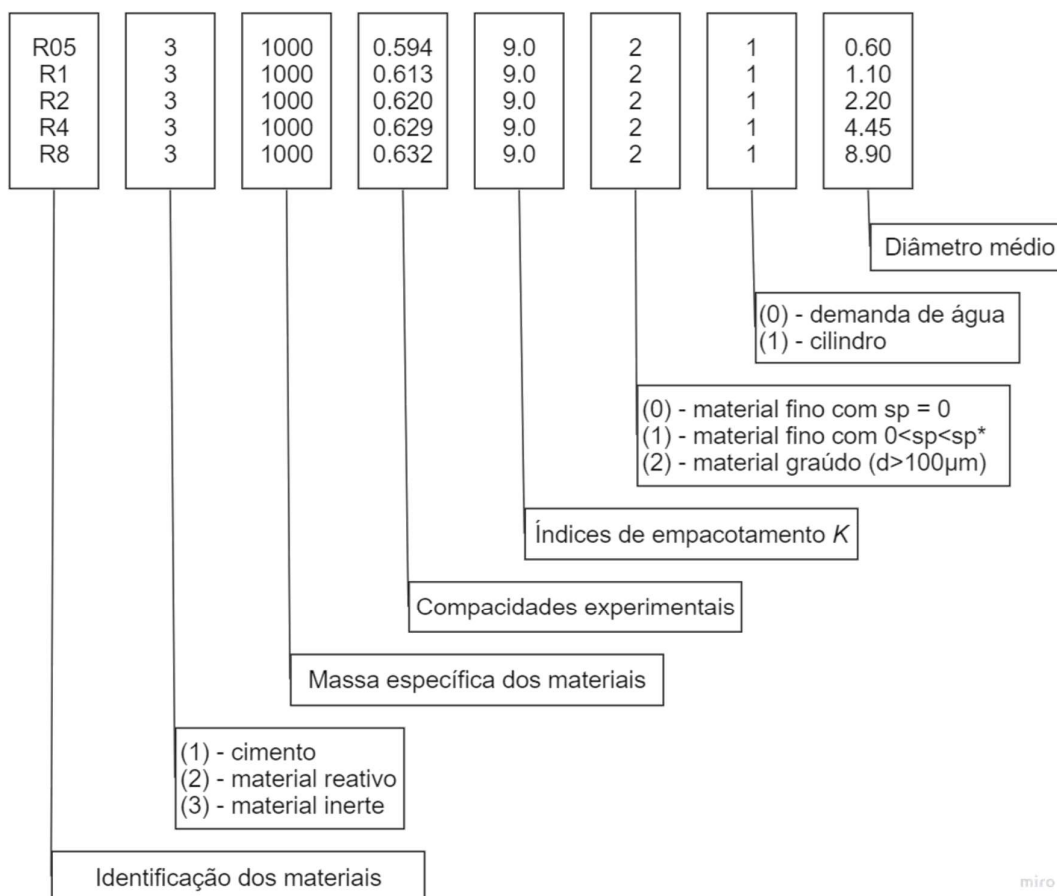 R05 3 1000 0.594 9.0 2 1 0.60
R1 3 1000 0.613 9.0 2 1 1.10
R2 3 1000 0.620 9.0 2 1 2.20
R4 3 1000 0.629 9.0 2 1 4.45
R8 3 1000 0.632 9.0 2 1 8.90
Diâmetro médio
(0) - demanda de água
(1) - cilindro
(0) - material fino com sp = 0
(1) - material fino com 0<sp<sp*
(2) - material graúdo (d>100µm)
Índices de empacotamento K
Compacidades experimentais
Massa específica dos materiais
(1) - cimento
(2) - material reativo
(3) - material inerte
Identificação dos materiais
miro